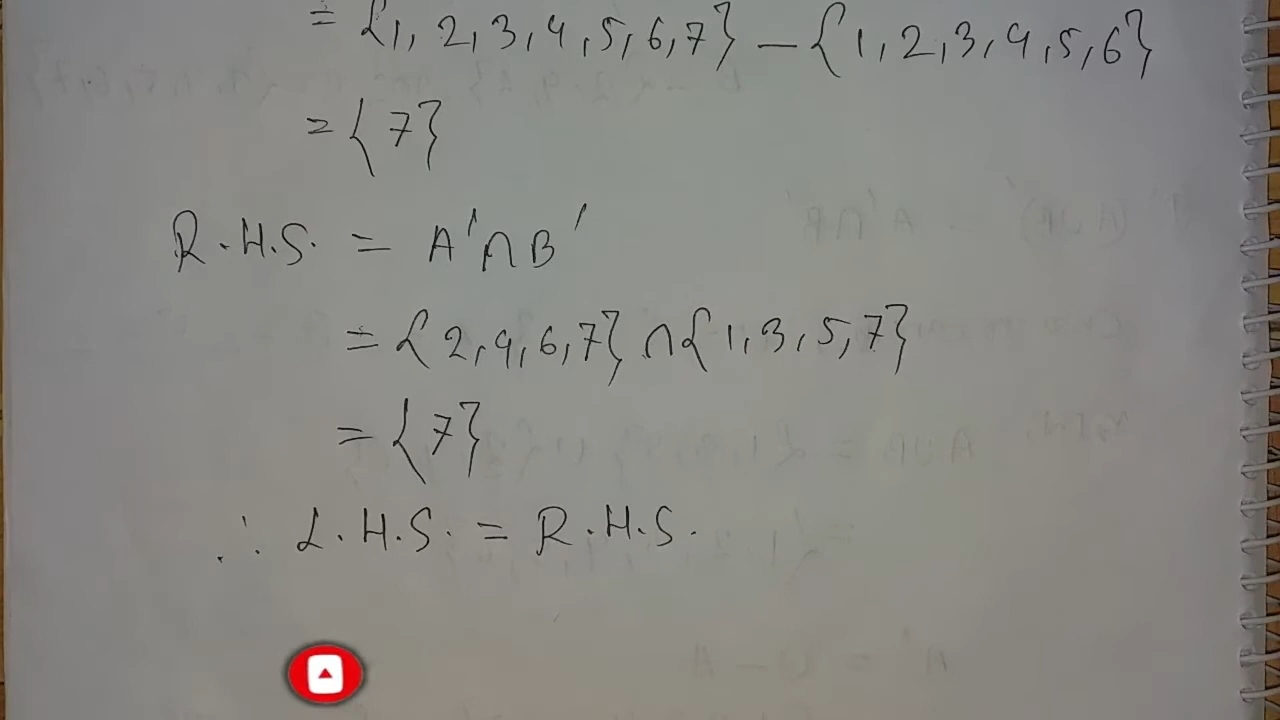 = {1, 2, 3, 4, 5, 6, 7} – {1, 2, 3, 4, 5, 6}
= {7}
R.H.S. = A' ∩ B'
= {2, 4, 6, 7} ∩ {1, 3, 5, 7}
= {7}
∴ L.H.S. = R.H.S.